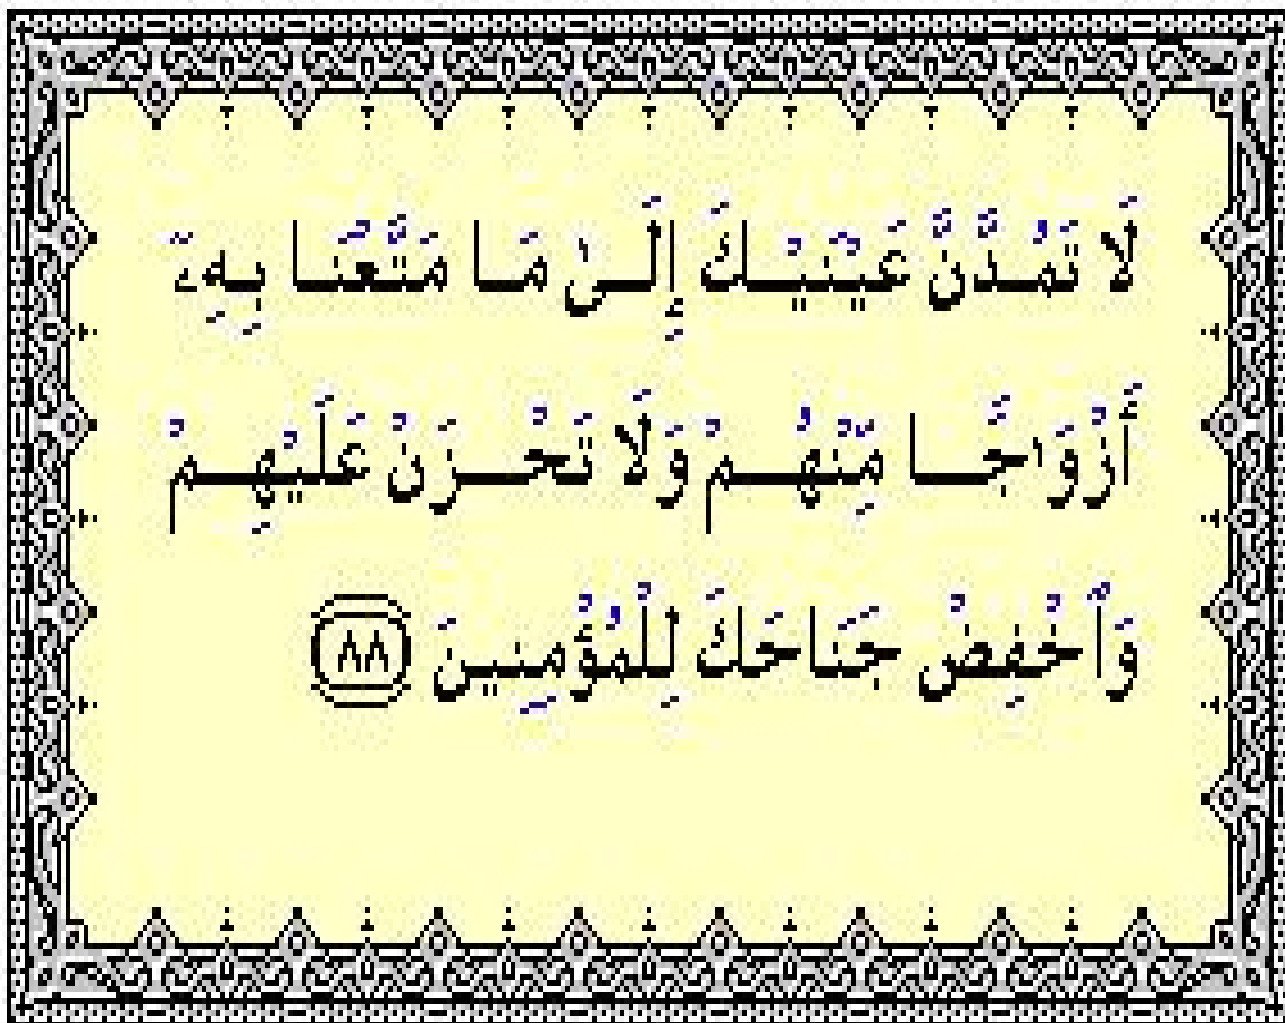 لَا تَمُدَّنَّ عَيْنَيْكَ إِلَىٰ مَا مَتَّعْنَا بِهِۦٓ
أَزْوَٰجًا مِّنْهُمْ وَلَا تَحْزَنْ عَلَيْهِمْ
وَٱخْفِضْ جَنَاحَكَ لِلْمُؤْمِنِينَ ٨٨